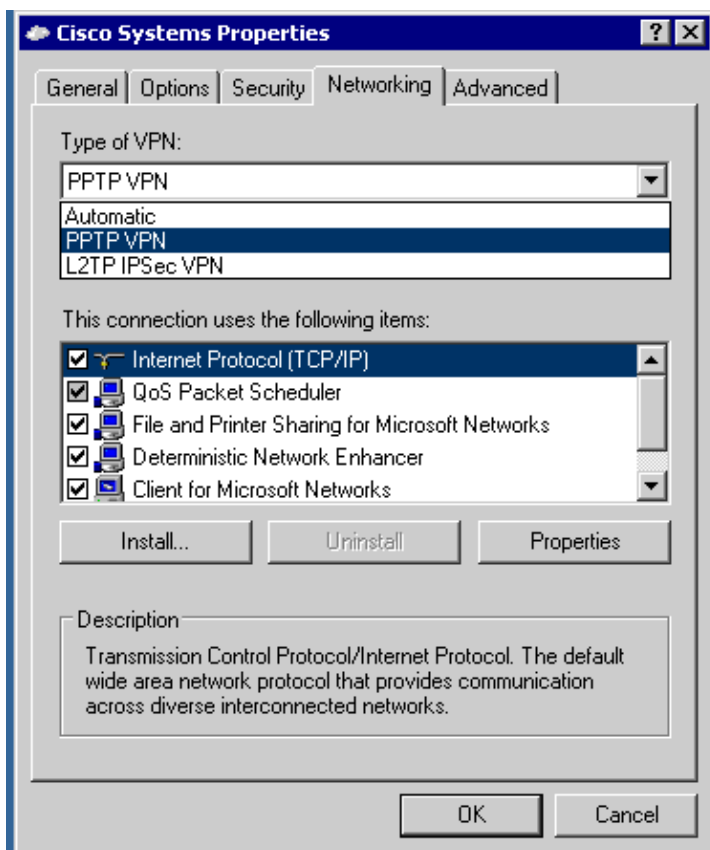 Cisco Systems Properties
General Options Security Networking Advanced
Type of VPN:
PPTP VPN
Automatic
PPTP VPN
L2TP IPSec VPN
This connection uses the following items:
Internet Protocol (TCP/IP)
QoS Packet Scheduler
File and Printer Sharing for Microsoft Networks
Deterministic Network Enhancer
Client for Microsoft Networks
Install... Uninstall Properties
Description
Transmission Control Protocol/Internet Protocol. The default
wide area network protocol that provides communication
across diverse interconnected networks.
OK Cancel